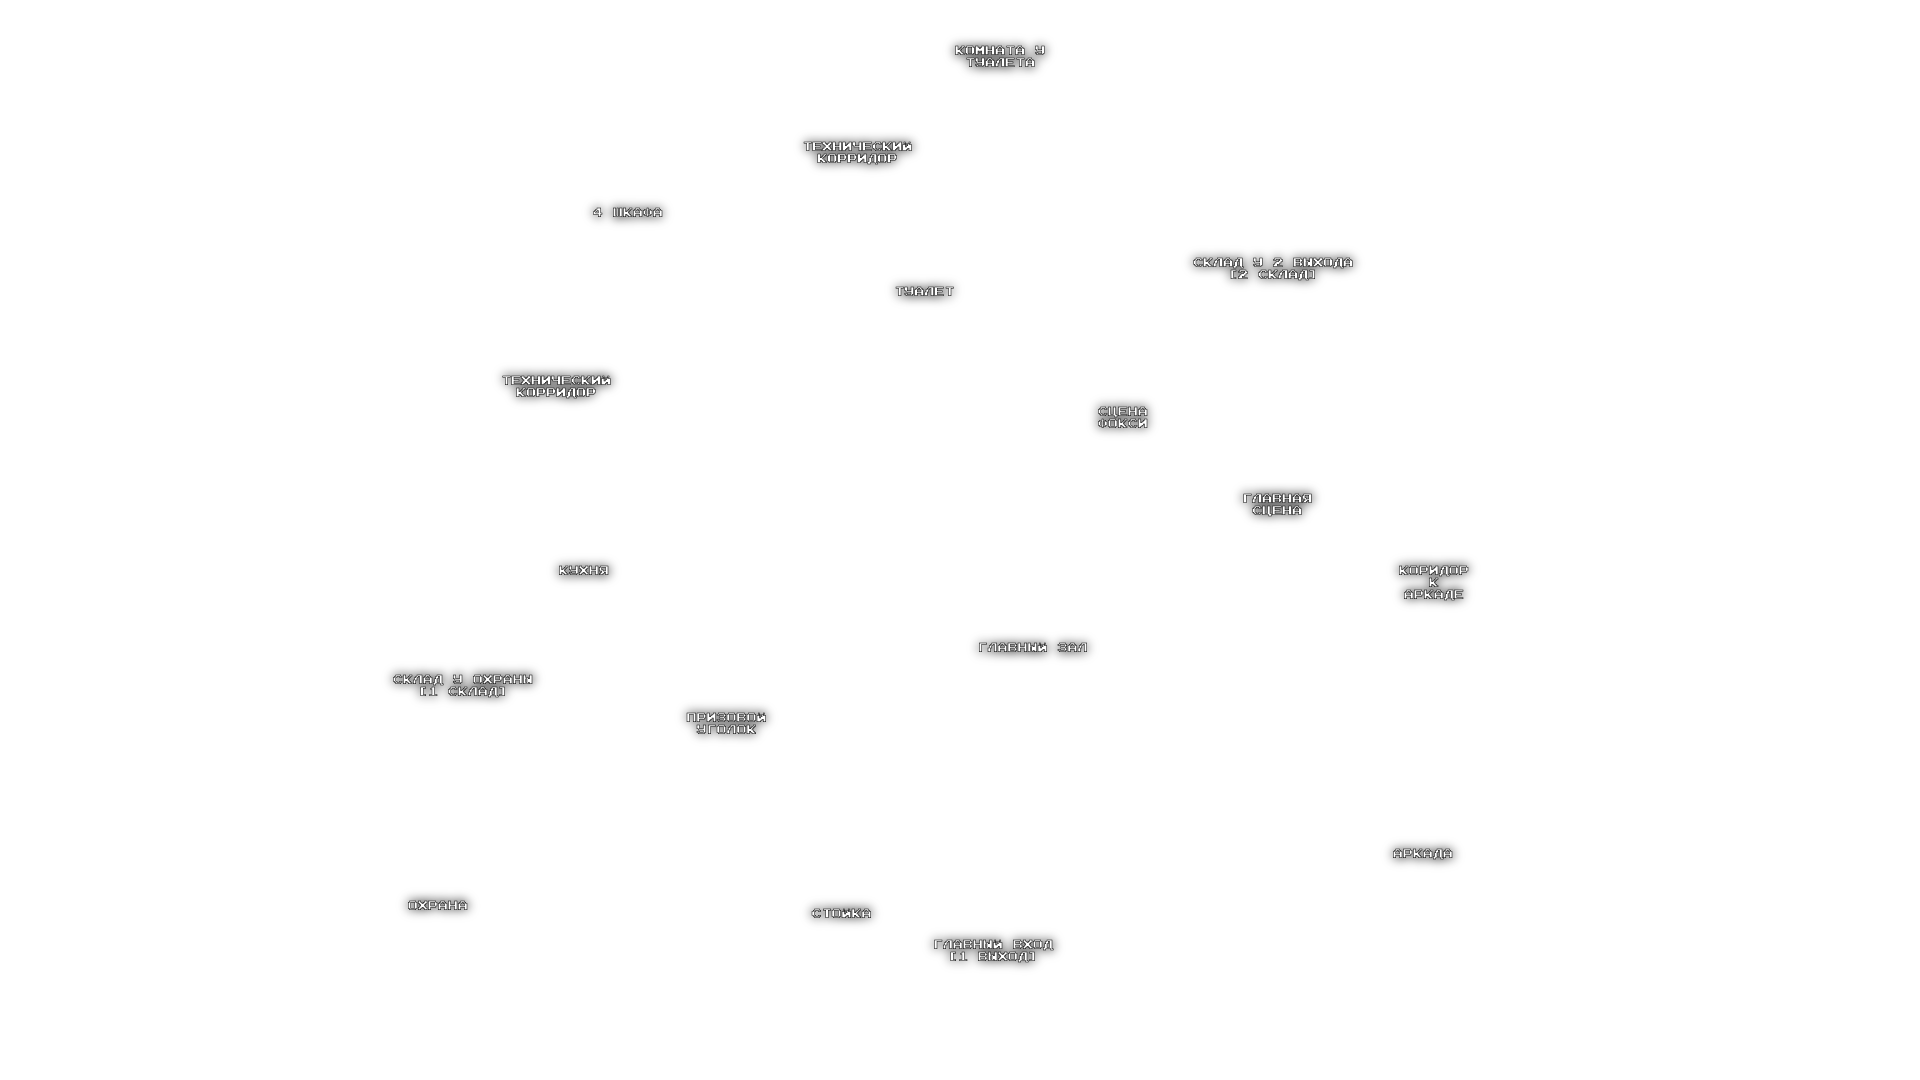 КОМНАТА У
ТУАЛЕТА
ТЕХНИЧЕСКИЙ
КОРРИДОР
4 ШКАФА
СКЛАД У 2 ВЫХОДА
[2 СКЛАД]
ТУАЛЕТ
ТЕХНИЧЕСКИЙ
КОРРИДОР
СЦЕНА
ФОКСИ
ГЛАВНАЯ
СЦЕНА
КУХНЯ
КОРИДОР
К
АРКАДЕ
ГЛАВНЫЙ ЗАЛ
СКЛАД У ОХРАНЫ
[1 СКЛАД]
ПРИЗОВОЙ
УГОЛОК
АРКАДА
ОХРАНА
СТОЙКА
ГЛАВНЫЙ ВХОД
[1 ВЫХОД]